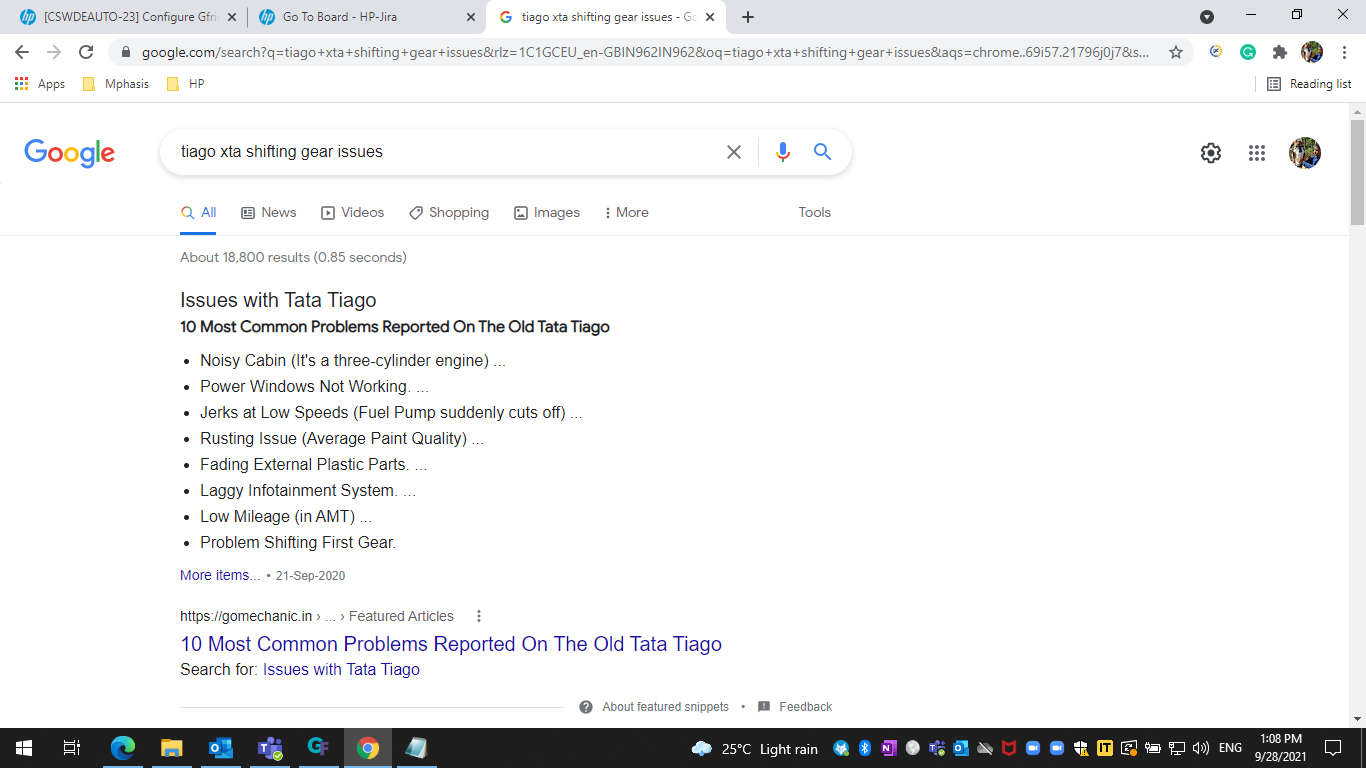 [CSWDEAUTO-23] Configure Gfri
Go To Board - HP-Jira
tiago xta shifting gear issues - Go
google.com/search?q=tiago+xta+shifting+gear+issues&rlz=1C1GCEU_en-GBIN962IN962&oq=tiago+xta+shifting+gear+issues&aqs=chrome..69i57.21796j0j7&s...
Apps
Mphasis
HP
Reading list
Google
tiago xta shifting gear issues
All
News
Videos
Shopping
Images
More
Tools
About 18,800 results (0.85 seconds)
Issues with Tata Tiago
10 Most Common Problems Reported On The Old Tata Tiago
• Noisy Cabin (It's a three-cylinder engine) ...
• Power Windows Not Working. ...
• Jerks at Low Speeds (Fuel Pump suddenly cuts off) ...
• Rusting Issue (Average Paint Quality) ...
• Fading External Plastic Parts. ...
• Laggy Infotainment System. ...
• Low Mileage (in AMT) ...
• Problem Shifting First Gear.
More items... • 21-Sep-2020
https://gomechanic.in › ... › Featured Articles
10 Most Common Problems Reported On The Old Tata Tiago
Search for: Issues with Tata Tiago
About featured snippets • Feedback
25°C Light rain
ENG
1:08 PM
9/28/2021